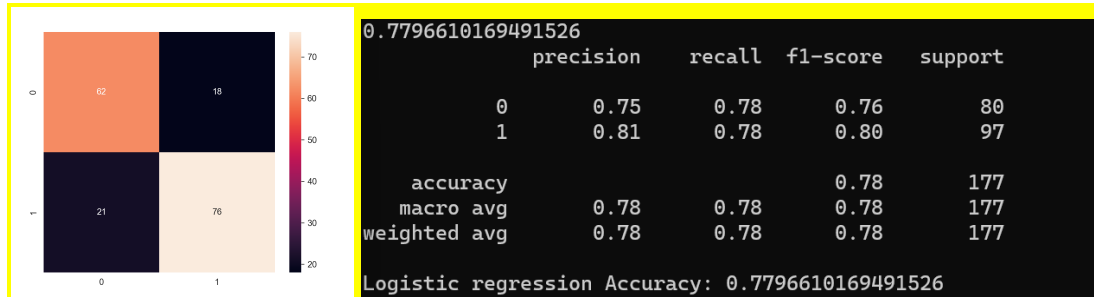 0
62
18
1
21
76
0
1
70
60
50
40
30
20
0.7796610169491526
precision recall f1-score support
0 0.75 0.78 0.76 80
1 0.81 0.78 0.80 97
accuracy 0.78 177
macro avg 0.78 0.78 0.78 177
weighted avg 0.78 0.78 0.78 177
Logistic regression Accuracy: 0.7796610169491526